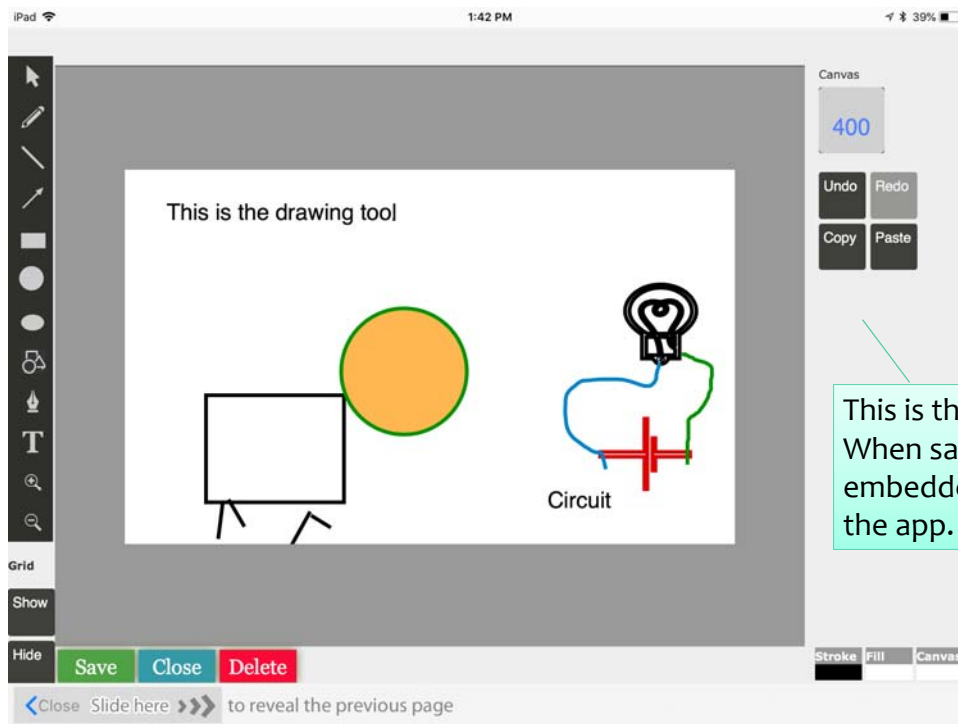 iPad 1:42 PM 39%
Canvas
400
Undo Redo
Copy Paste
This is the drawing tool
Circuit
T
This is th
When sa
embedde
the app.
Grid
Show
Hide
Save Close Delete
Stroke Fill Canvas
Close Slide here to reveal the previous page